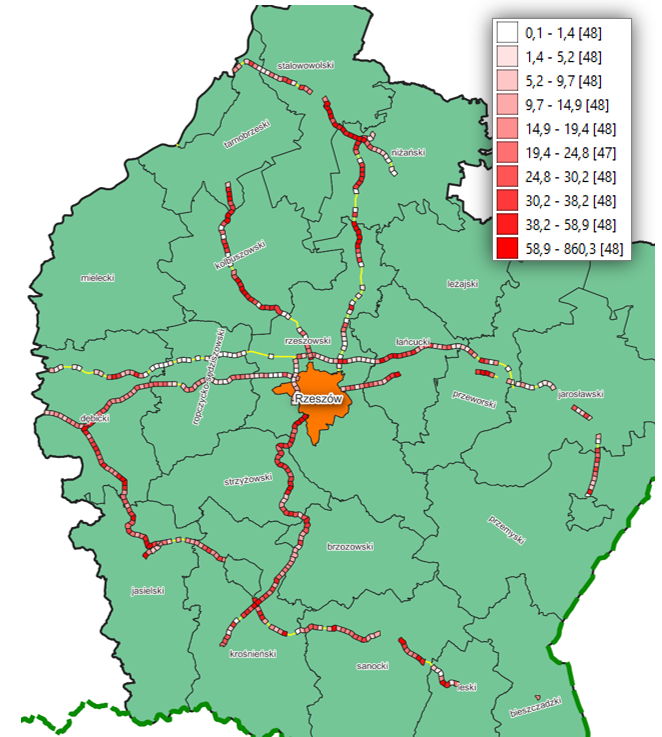 0,1 - 1,4 [48]
1,4 - 5,2 [48]
5,2 - 9,7 [48]
9,7 - 14,9 [48]
14,9 - 19,4 [48]
19,4 - 24,8 [47]
24,8 - 30,2 [48]
30,2 - 38,2 [48]
38,2 - 58,9 [48]
58,9 - 860,3 [48]
stalowowolski
tarnobrzeski
niżański
kolbuszowski
mielecki
leżajski
rzeszowski
łańcucki
ropczycko-sędziszowski
Rzeszów
przeworski
jarosławski
dębicki
strzyżowski
przemyski
brzozowski
jasielski
krośnieński
sanocki
leski
bieszczadzki